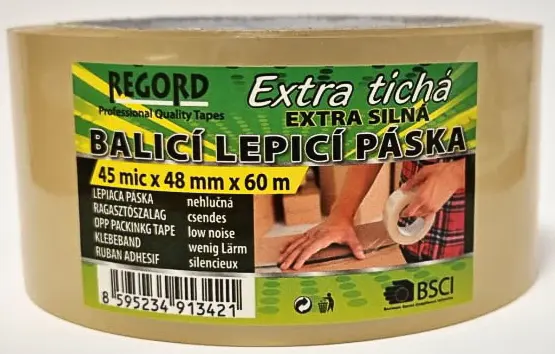 REGORD
Professional Quality Tapes
Extra tichá
EXTRA SILNÁ
BALICÍ LEPICÍ PÁSKA
45 mic x 48 mm x 60 m
LEPIACA PÁSKA nehlučná
RAGASZTÓSZALAG csendes
OPP PACKINKG TAPE low noise
KLEBEBAND wenig Lärm
RUBAN ADHESIF silencieux
8 595234 913421
BSCI